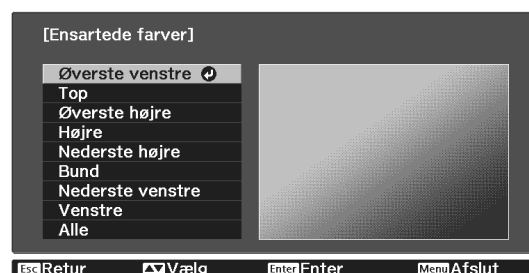 [Ensartede farver]
Øverste venstre
Top
Øverste højre
Højre
Nederste højre
Bund
Nederste venstre
Venstre
Alle
Esc Retur Vælg Enter Enter Menu Afslut